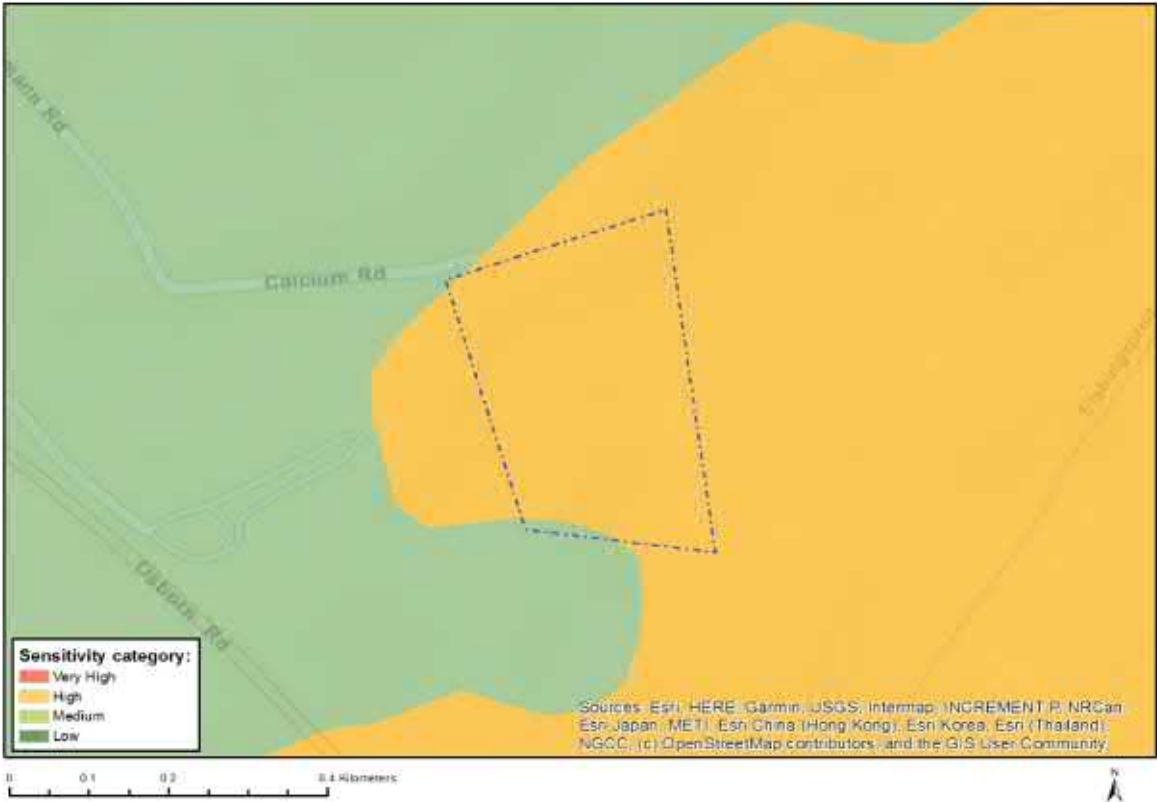 Calcium Rd
Sensitivity category:
Very High
High
Medium
Low
Sources: Esri, HERE, Garmin, USGS, Intermap, INCREMENT P, NRCan,
Esri Japan, METI, Esri China (Hong Kong), Esri Korea, Esri (Thailand),
NGCC, (c) OpenStreetMap contributors, and the GIS User Community
0 0.1 0.2 0.4 Kilometers
N